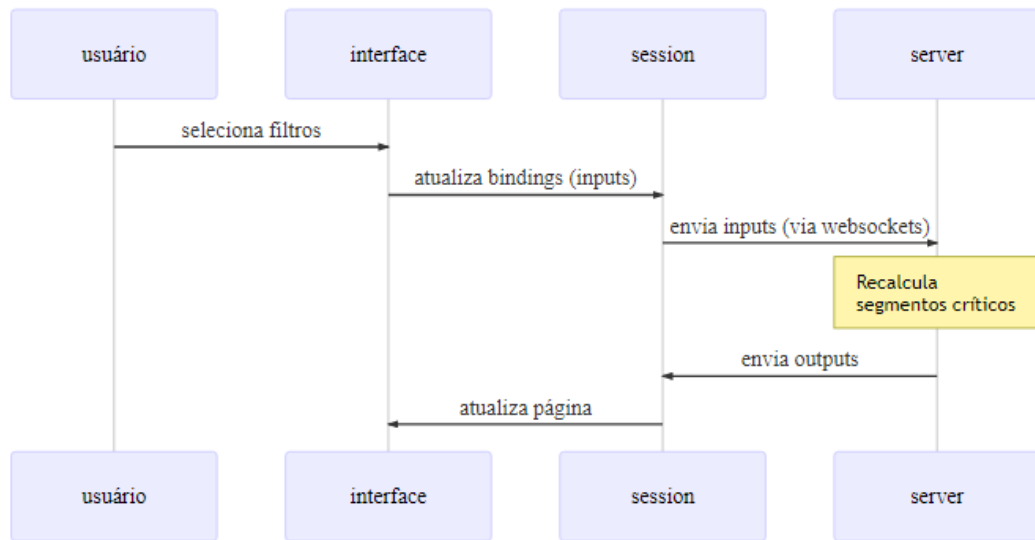 usuário
interface
session
server
seleciona filtros
atualiza bindings (inputs)
envia inputs (via websockets)
Recalcula
segmentos críticos
envia outputs
atualiza página
usuário
interface
session
server